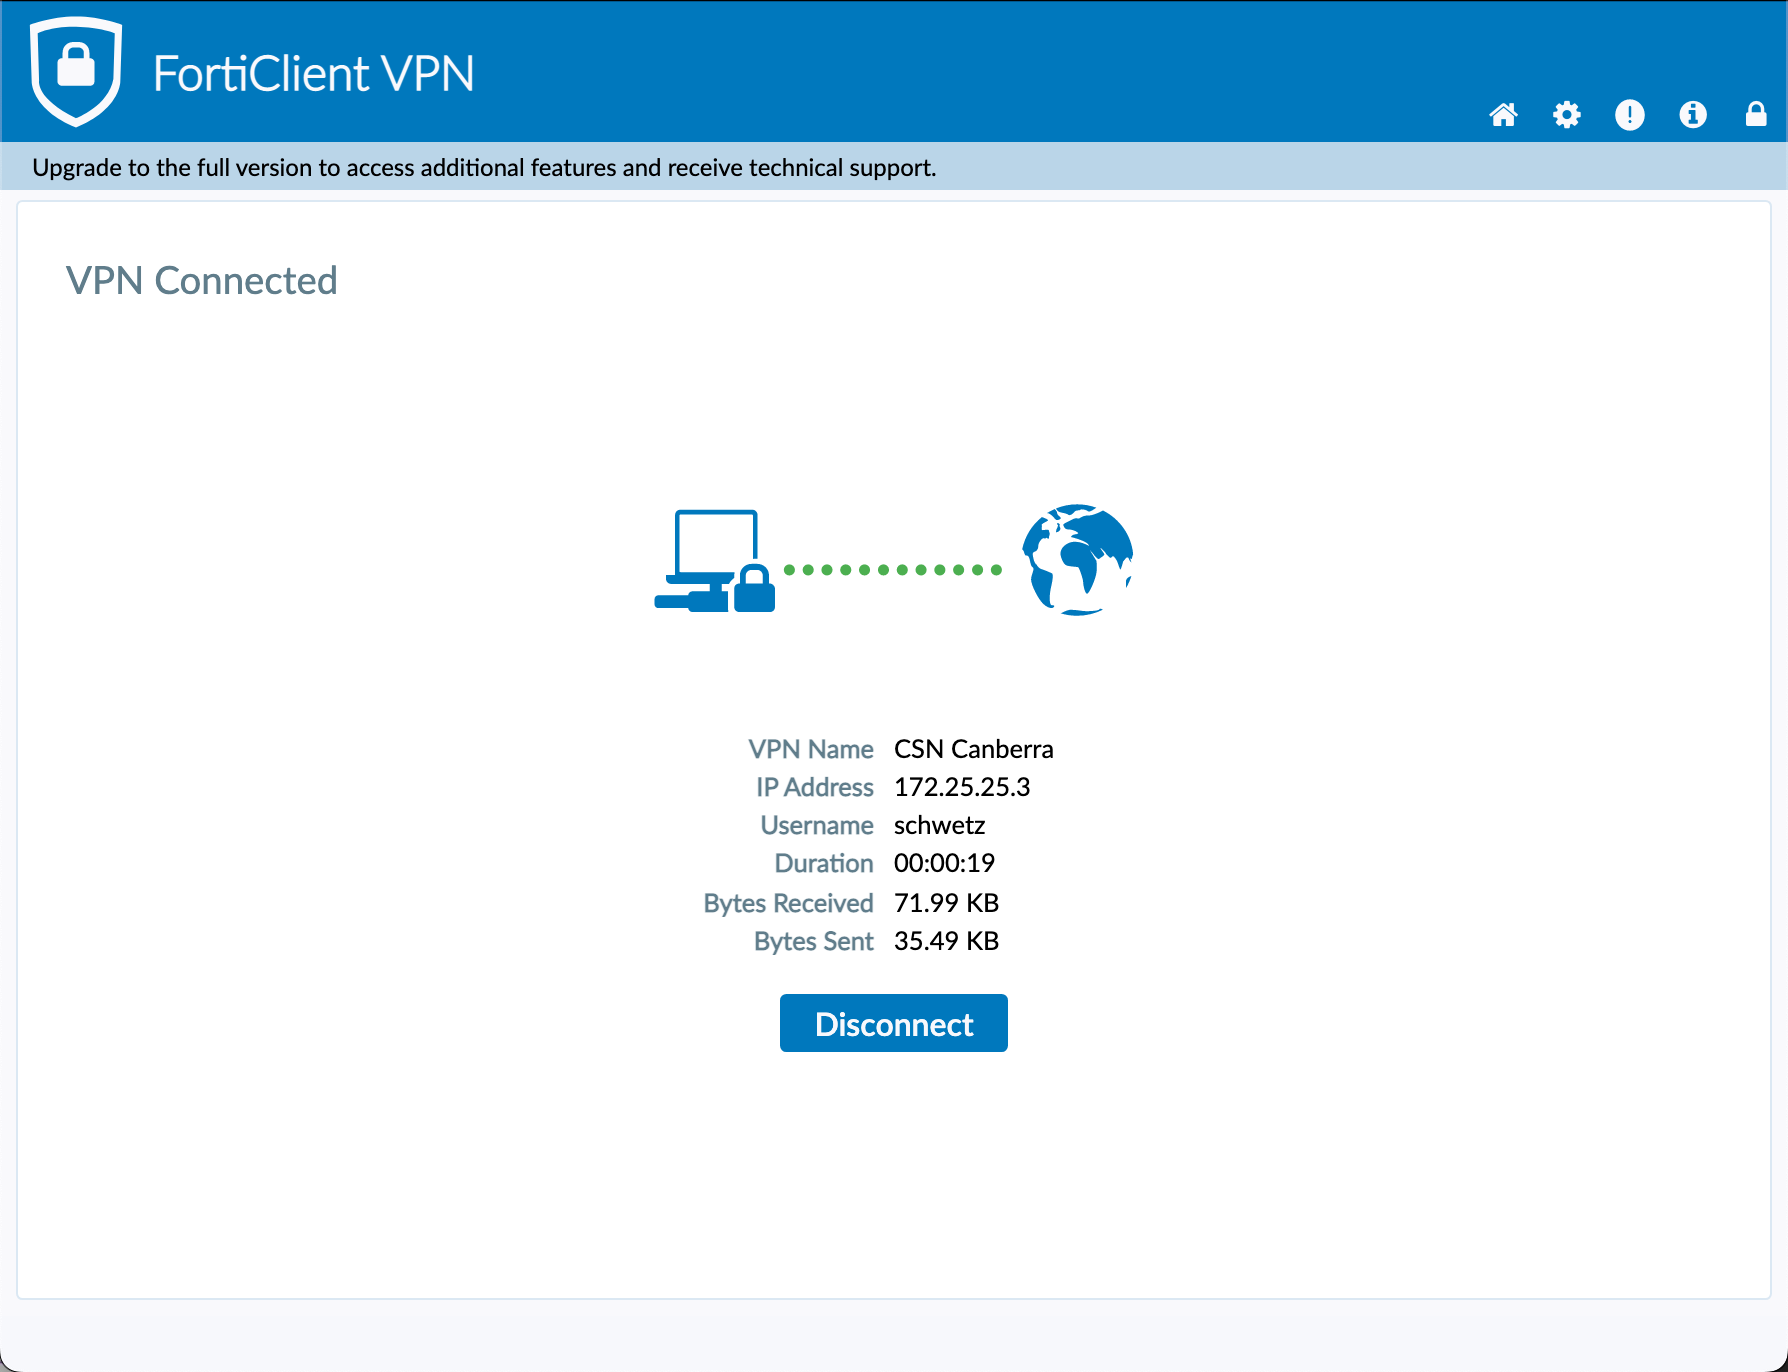 FortiClient VPN
Upgrade to the full version to access additional features and receive technical support.
VPN Connected
VPN Name CSN Canberra
IP Address 172.25.25.3
Username schwetz
Duration 00:00:19
Bytes Received 71.99 KB
Bytes Sent 35.49 KB
Disconnect